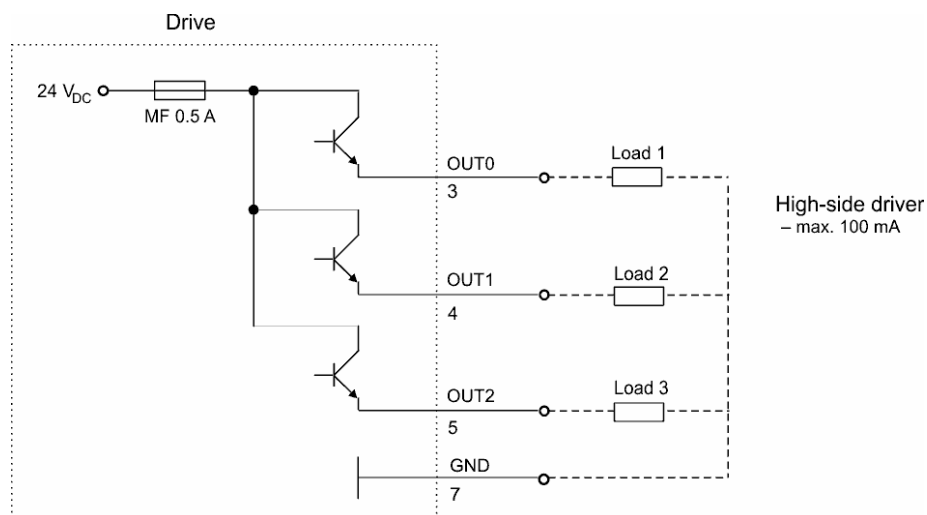 Drive
24 VDC
MF 0.5 A
OUT0
3
Load 1
High-side driver
– max. 100 mA
OUT1
4
Load 2
OUT2
5
Load 3
GND
7